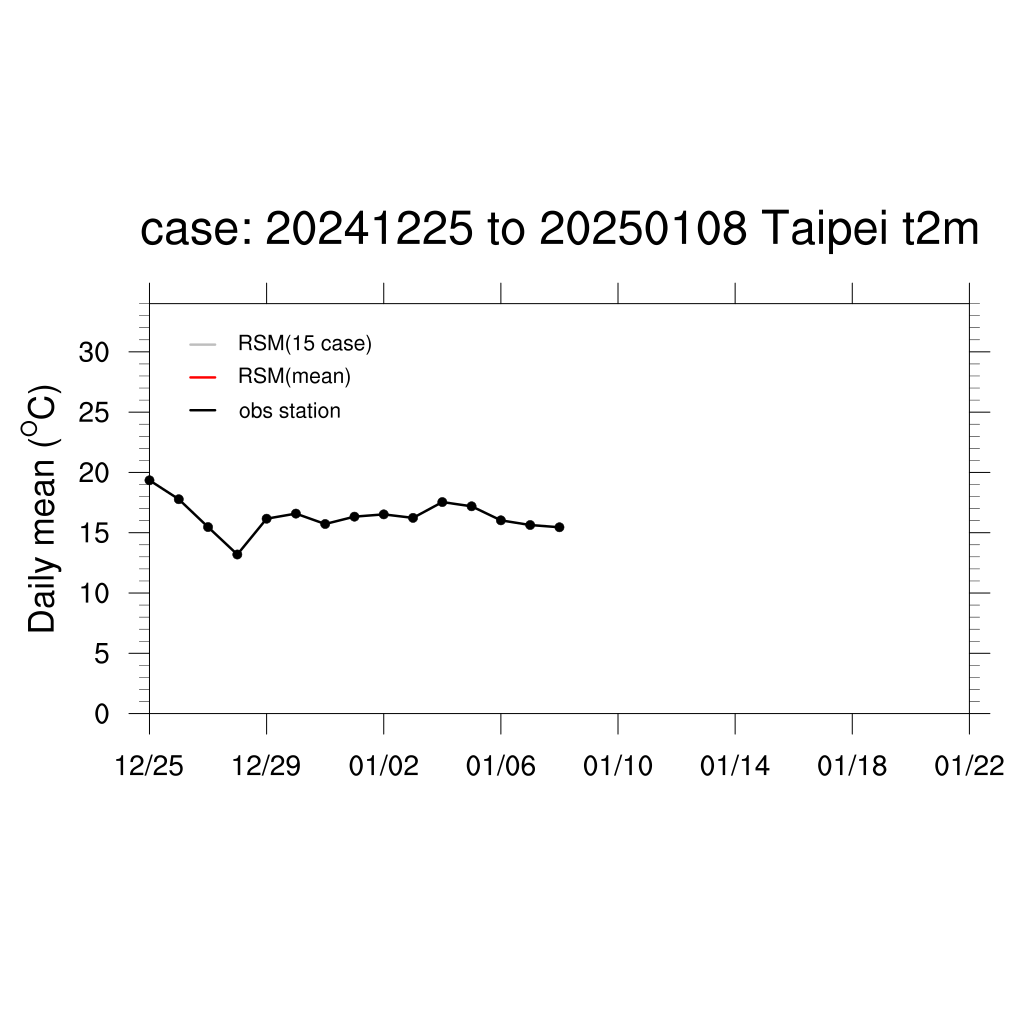 case: 20241225 to 20250108 Taipei t2m
RSM(15 case)
RSM(mean)
obs station
Daily mean (°C)
30
25
20
15
10
5
0
12/25 12/29 01/02 01/06 01/10 01/14 01/18 01/22